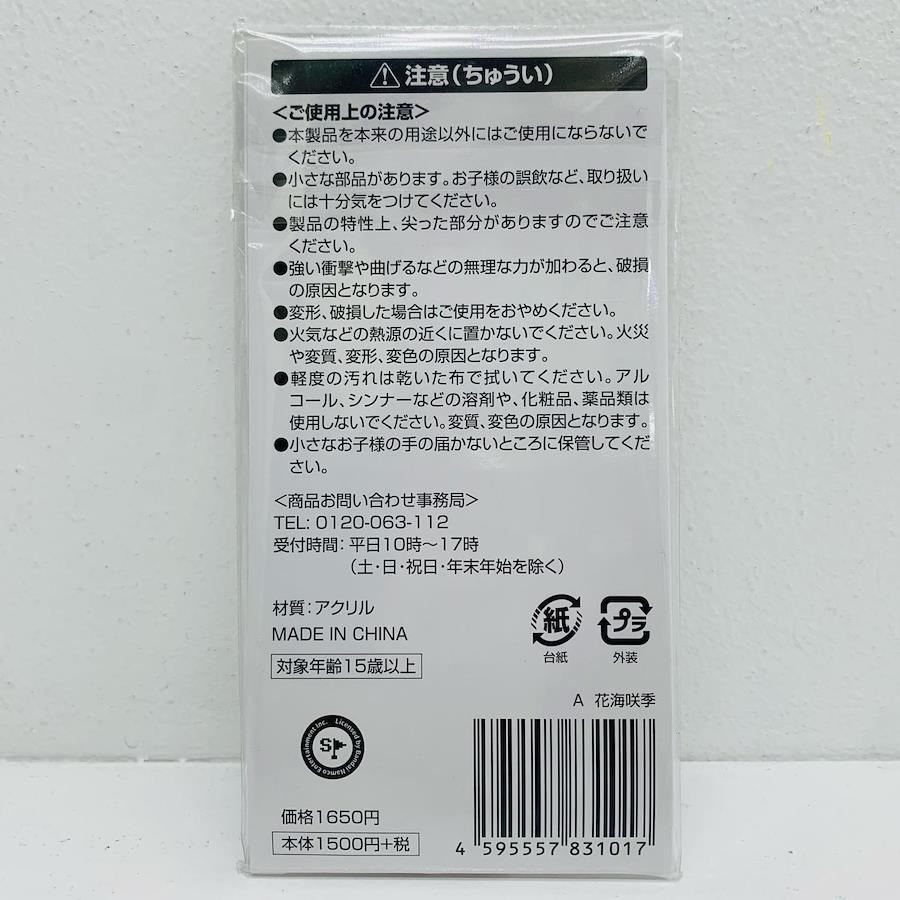 ⚠注意(ちゅうい)
<ご使用上の注意>
●本製品を本来の用途以外にはご使用にならないで
ください。
●小さな部品があります。お子様の誤飲など、取り扱い
には十分気をつけてください。
●製品の特性上、尖った部分がありますのでご注意
ください。
●強い衝撃や曲げるなどの無理な力が加わると、破損
の原因となります。
●変形、破損した場合はご使用をおやめください。
●火気などの熱源の近くに置かないでください。火災
や変質、変形、変色の原因となります。
●軽度の汚れは乾いた布で拭いてください。アル
コール、シンナーなどの溶剤や、化粧品、薬品類は
使用しないでください。変質、変色の原因となります。
●小さなお子様の手の届かないところに保管してくだ
さい。
<商品お問い合わせ事務局>
TEL: 0120-063-112
受付時間:平日10時〜17時
(土・日・祝日・年末年始を除く)
材質:アクリル
MADE IN CHINA
対象年齢15歳以上
紙
台紙
プラ
外装
A 花海咲季
Licensed by Bandai Namco Entertainment Inc.
SP
価格1650円
本体1500円+税
4 595557 831017